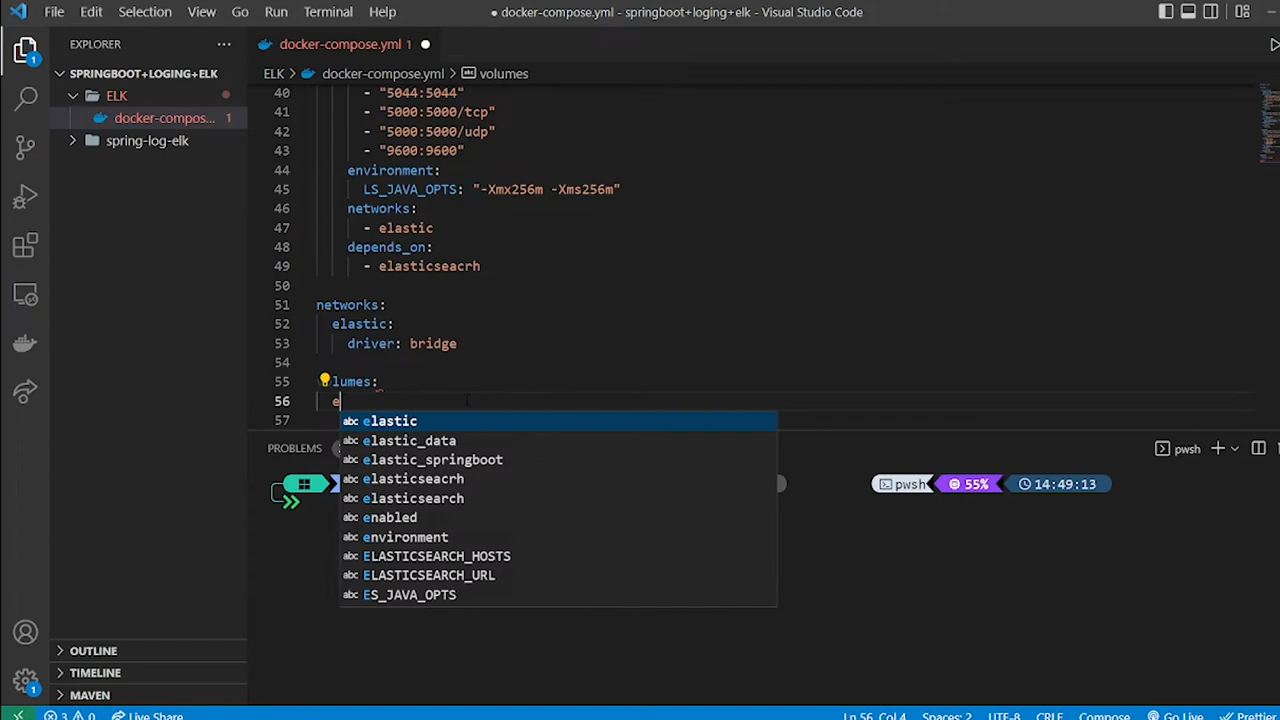 File Edit Selection View Go Run Terminal Help
● docker-compose.yml - springboot+loging+elk - Visual Studio Code
EXPLORER
docker-compose.yml 1
SPRINGBOOT+LOGING+ELK
ELK > docker-compose.yml > volumes
ELK
docker-compos... 1
spring-log-elk
40 - "5044:5044"
41 - "5000:5000/tcp"
42 - "5000:5000/udp"
43 - "9600:9600"
44 environment:
45 LS_JAVA_OPTS: "-Xmx256m -Xms256m"
46 networks:
47 - elastic
48 depends_on:
49 - elasticseacrh
50
51 networks:
52 elastic:
53 driver: bridge
54
55 lumes:
56 e
57
abc elastic
abc elastic_data
abc elastic_springboot
abc elasticseacrh
abc elasticsearch
abc enabled
abc environment
abc ELASTICSEARCH_HOSTS
abc ELASTICSEARCH_URL
abc ES_JAVA_OPTS
PROBLEMS
pwsh
pwsh 55% 14:49:13
OUTLINE
TIMELINE
MAVEN
1
1
3 0 Live Share
Ln 56, Col 4 Spaces: 2 UTF-8 CRLF Compose Go Live Prettier